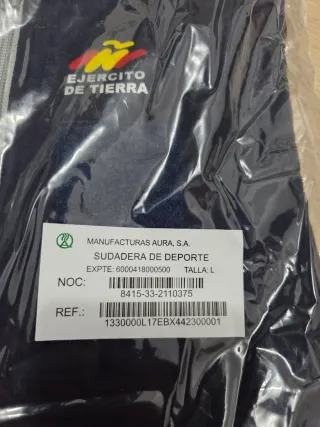 EJERCITO
DE TIERRA
MANUFACTURAS AURA, S.A.
SUDADERA DE DEPORTE
EXPTE: 6000418000500 TALLA: L
NOC:
8415-33-2110375
REF.:
1330000L17EBX442300001